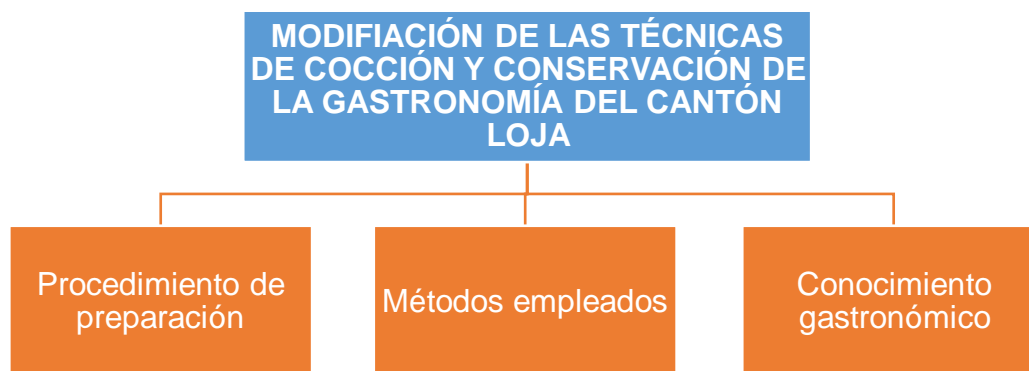 MODIFIACIÓN DE LAS TÉCNICAS
DE COCCIÓN Y CONSERVACIÓN DE
LA GASTRONOMÍA DEL CANTÓN
LOJA
Procedimiento de
preparación
Métodos empleados
Conocimiento
gastronómico